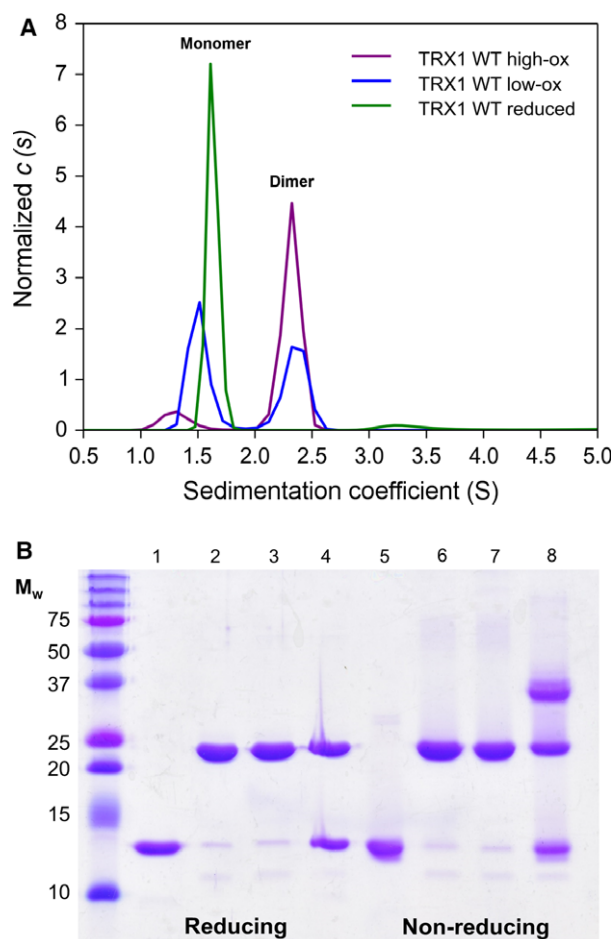 A
Normalized c (s)
8
7
6
5
4
3
2
1
0
Monomer
Dimer
TRX1 WT high-ox
TRX1 WT low-ox
TRX1 WT reduced
0.5 1.0 1.5 2.0 2.5 3.0 3.5 4.0 4.5 5.0
Sedimentation coefficient (S)
B
1 2 3 4 5 6 7 8
Mw
75
50
37
25
20
15
10
Reducing Non-reducing